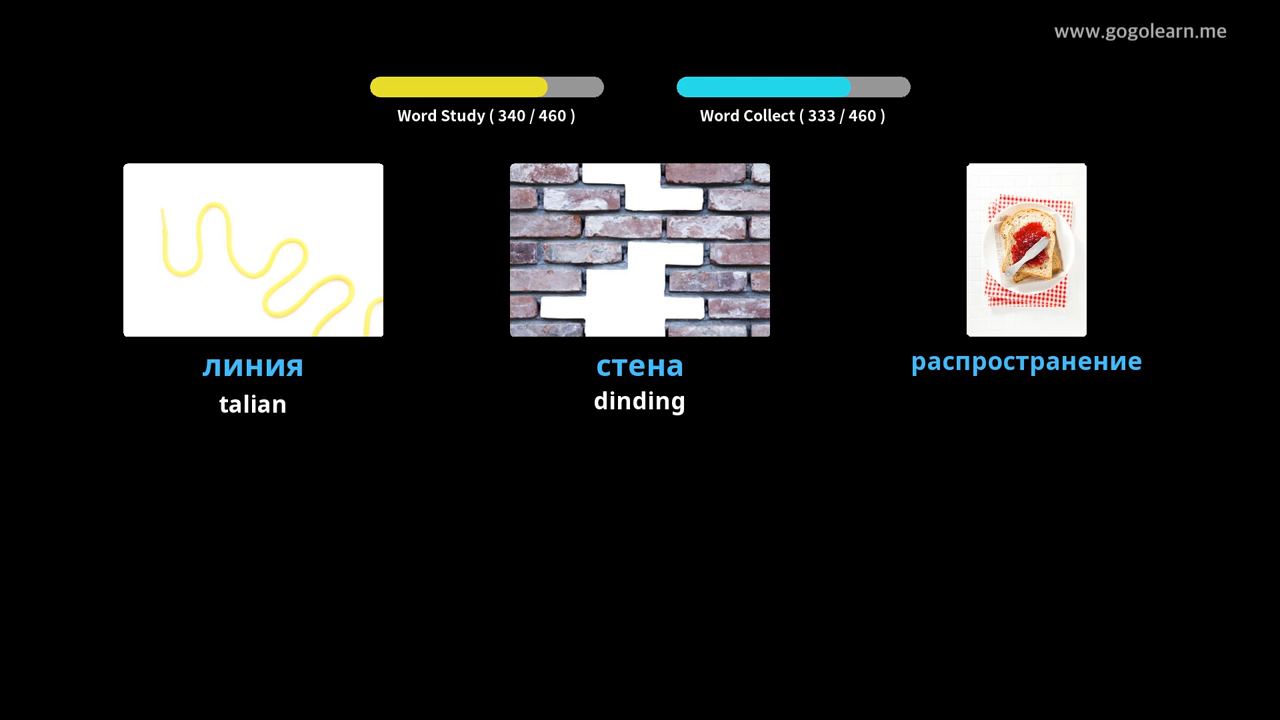 www.gogolearn.me
Word Study ( 340 / 460 )
Word Collect ( 333 / 460 )
линия
стена
распространение
talian
dinding